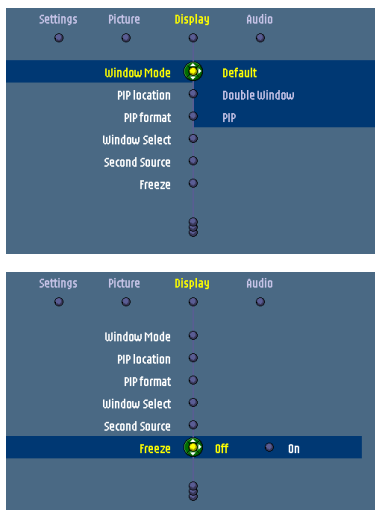 Settings Picture Display Audio
Window Mode Default
PIP location Double Window
PIP format PIP
Window Select
Second Source
Freeze
Settings Picture Display Audio
Window Mode
PIP location
PIP format
Window Select
Second Source
Freeze Off On